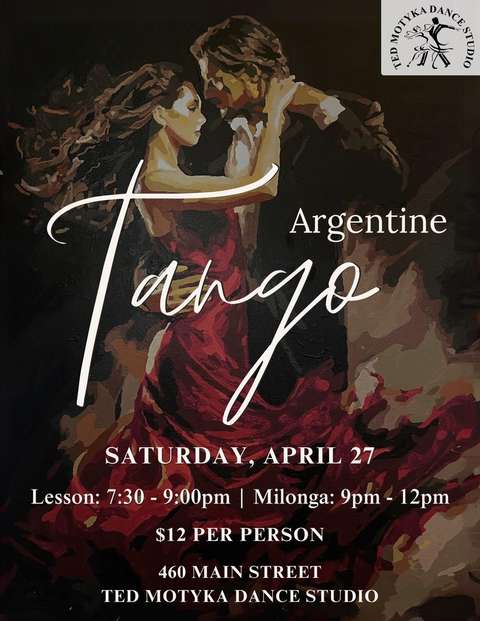 TED MOTYKA DANCE STUDIO
Argentine
Tango
SATURDAY, APRIL 27
Lesson: 7:30 - 9:00pm | Milonga: 9pm - 12pm
$12 PER PERSON
460 MAIN STREET
TED MOTYKA DANCE STUDIO